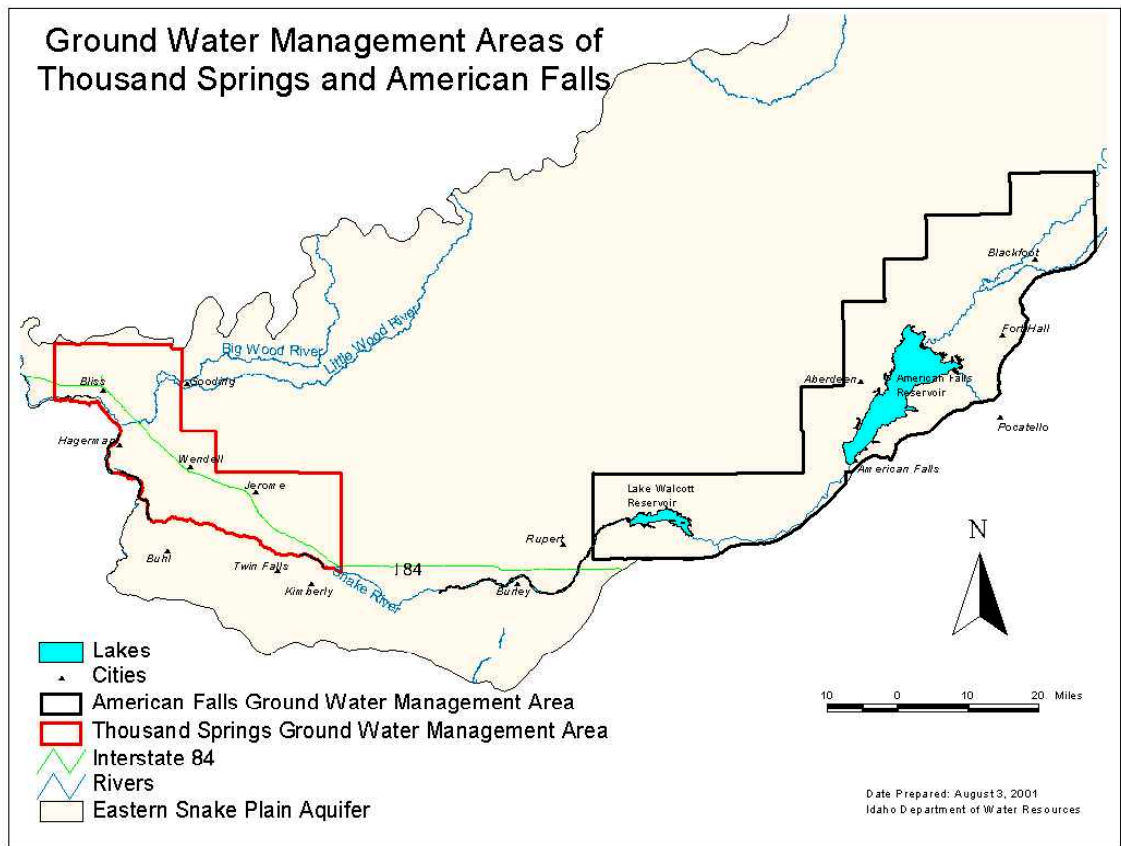 Ground Water Management Areas of
Thousand Springs and American Falls
Blackfoot
Fort Hall
Big Wood River
Little Wood River
Bliss
Gooding
Aberdeen
American Falls
Reservoir
Pocatello
Hagerman
Wendell
Jerome
American Falls
Lake Walcott
Reservoir
Rupert
N
Buhl
Twin Falls
Kimberly
Snake River
I 84
Burley
Lakes
Cities
American Falls Ground Water Management Area
Thousand Springs Ground Water Management Area
Interstate 84
Rivers
Eastern Snake Plain Aquifer
10 0 10 20 Miles
Date Prepared: August 3, 2001
Idaho Department of Water Resources